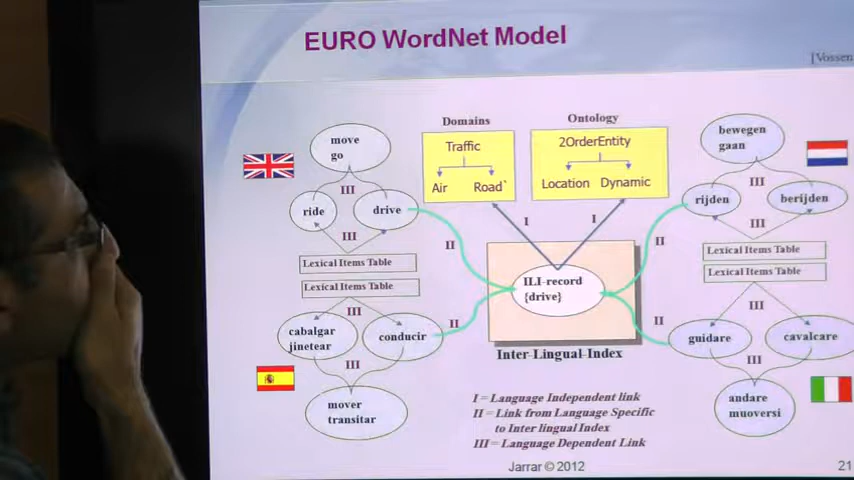 EURO WordNet Model
[Vossen
Domains
Ontology
move
go
Traffic
Air
Road`
2OrderEntity
Location
Dynamic
bewegen
gaan
III
ride
drive
III
I
I
II
II
III
rijden
berijden
III
Lexical Items Table
Lexical Items Table
Lexical Items Table
Lexical Items Table
ILI-record
{drive}
III
cabalgar
jinetear
conducir
II
II
III
guidare
cavalcare
III
III
Inter-Lingual-Index
mover
transitar
andare
muoversi
I = Language Independent link
II = Link from Language Specific
to Inter lingual Index
III = Language Dependent Link
Jarrar © 2012
21